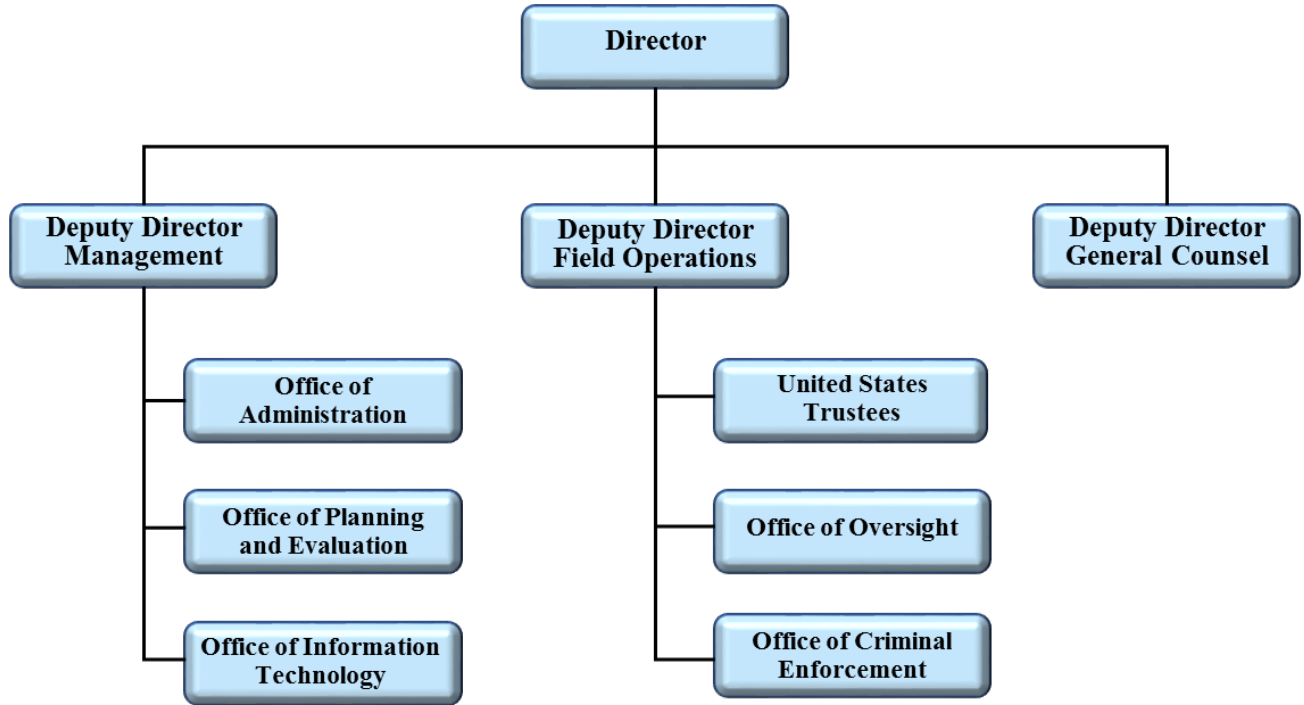 Director
Deputy Director
Management
Deputy Director
Field Operations
Deputy Director
General Counsel
Office of
Administration
United States
Trustees
Office of Planning
and Evaluation
Office of Oversight
Office of Information
Technology
Office of Criminal
Enforcement